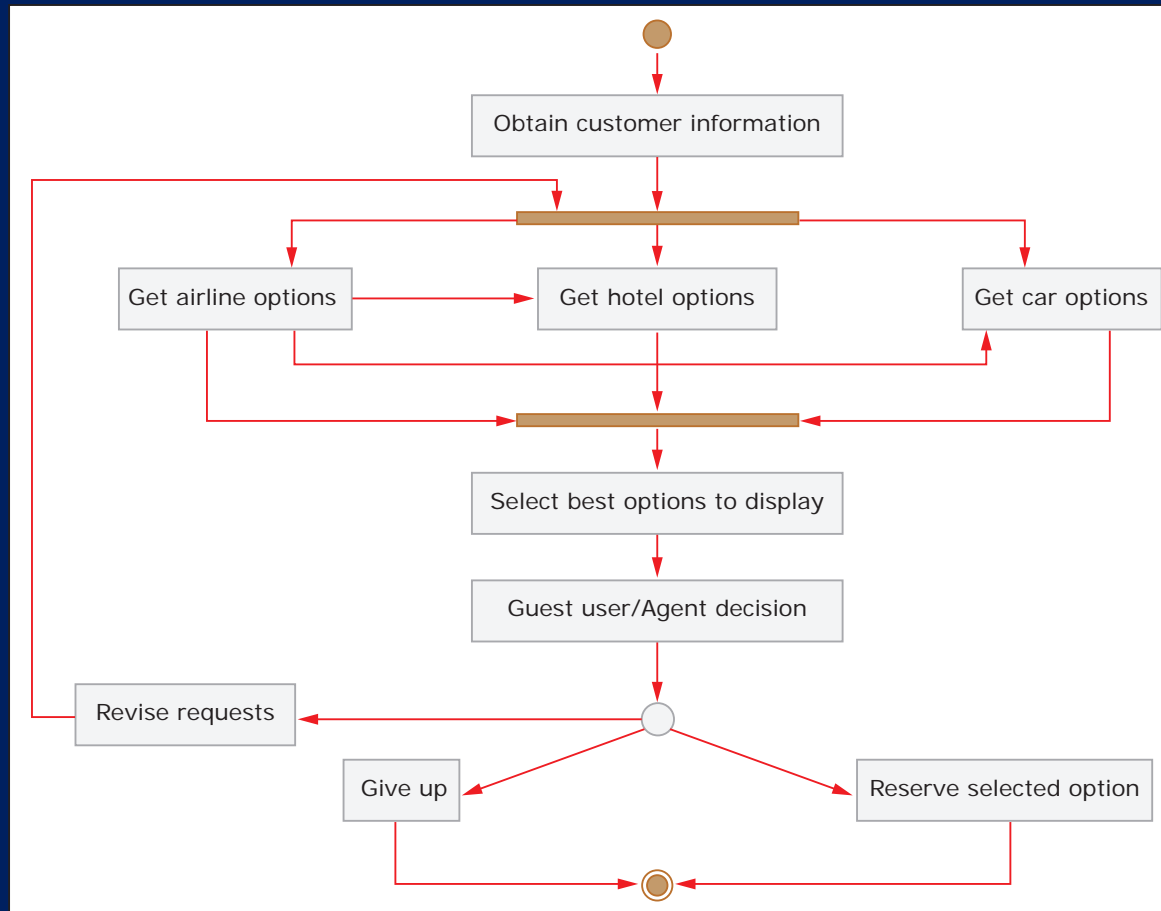 Obtain customer information
Get airline options
Get hotel options
Get car options
Select best options to display
Guest user/Agent decision
Revise requests
Give up
Reserve selected option